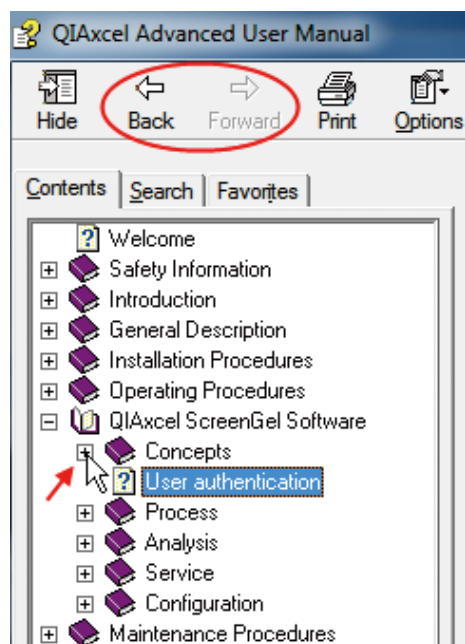 QIAxcel Advanced User Manual
Hide Back Forward Print Options
Contents Search Favorites
Welcome
Safety Information
Introduction
General Description
Installation Procedures
Operating Procedures
QIAxcel ScreenGel Software
Concepts
User authentication
Process
Analysis
Service
Configuration
Maintenance Procedures